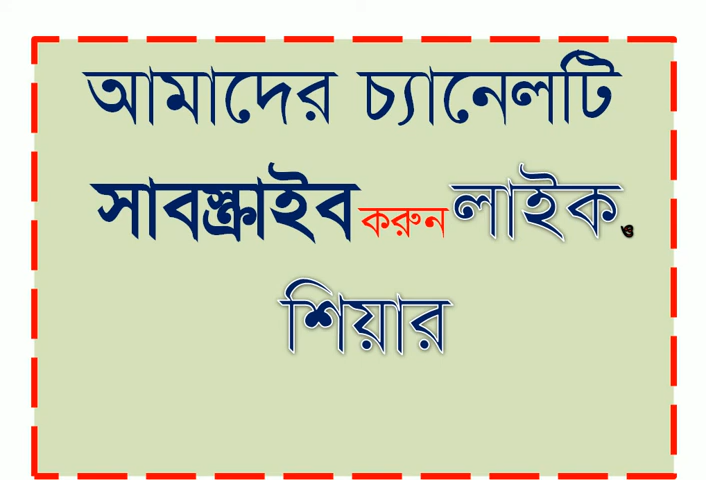 আমাদের চ্যানেলটি
সাবস্ক্রাইব করুন লাইক ও
শিয়ার